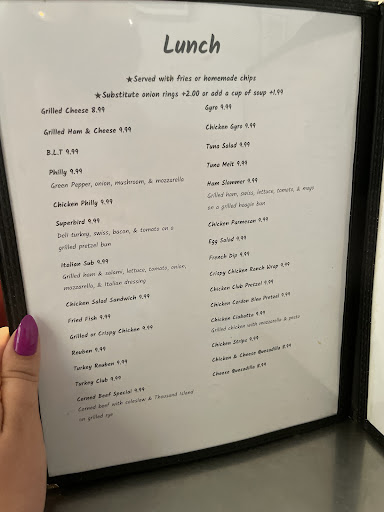 Lunch
★Served with fries or homemade chips
★Substitute onion rings +2.00 or add a cup of soup +1.99
Grilled Cheese 8.99
Grilled Ham & Cheese 9.99
B.L.T 9.99
Philly 9.99
Green Pepper, onion, mushroom, & mozzarella
Chicken Philly 9.99
Superbird 9.99
Deli turkey, swiss, bacon, & tomato on a
grilled pretzel bun
Italian Sub 9.99
Grilled ham & salami, lettuce, tomato, onion,
mozzarella, & Italian dressing
Chicken Salad Sandwich 9.99
Fried Fish 9.99
Grilled or Crispy Chicken 9.99
Reuben 9.99
Turkey Reuben 9.99
Turkey Club 9.99
Corned Beef Special 9.99
Corned beef with coleslaw & Thousand Island
on grilled rye
Gyro 9.99
Chicken Gyro 9.99
Tuna Salad 9.99
Tuna Melt 9.99
Ham Slammer 9.99
Grilled ham, swiss, lettuce, tomato, & mayo
on a grilled hoagie bun
Chicken Parmesan 9.99
Egg Salad 9.99
French Dip 9.99
Crispy Chicken Ranch Wrap 9.99
Chicken Club Pretzel 9.99
Chicken Cordon Bleu Pretzel 9.99
Chicken Ciabatta 9.99
Grilled chicken with mozzarella & pesto
Chicken Strips 9.99
Chicken & Cheese Quesadilla 8.99
Cheese Quesadilla 8.99